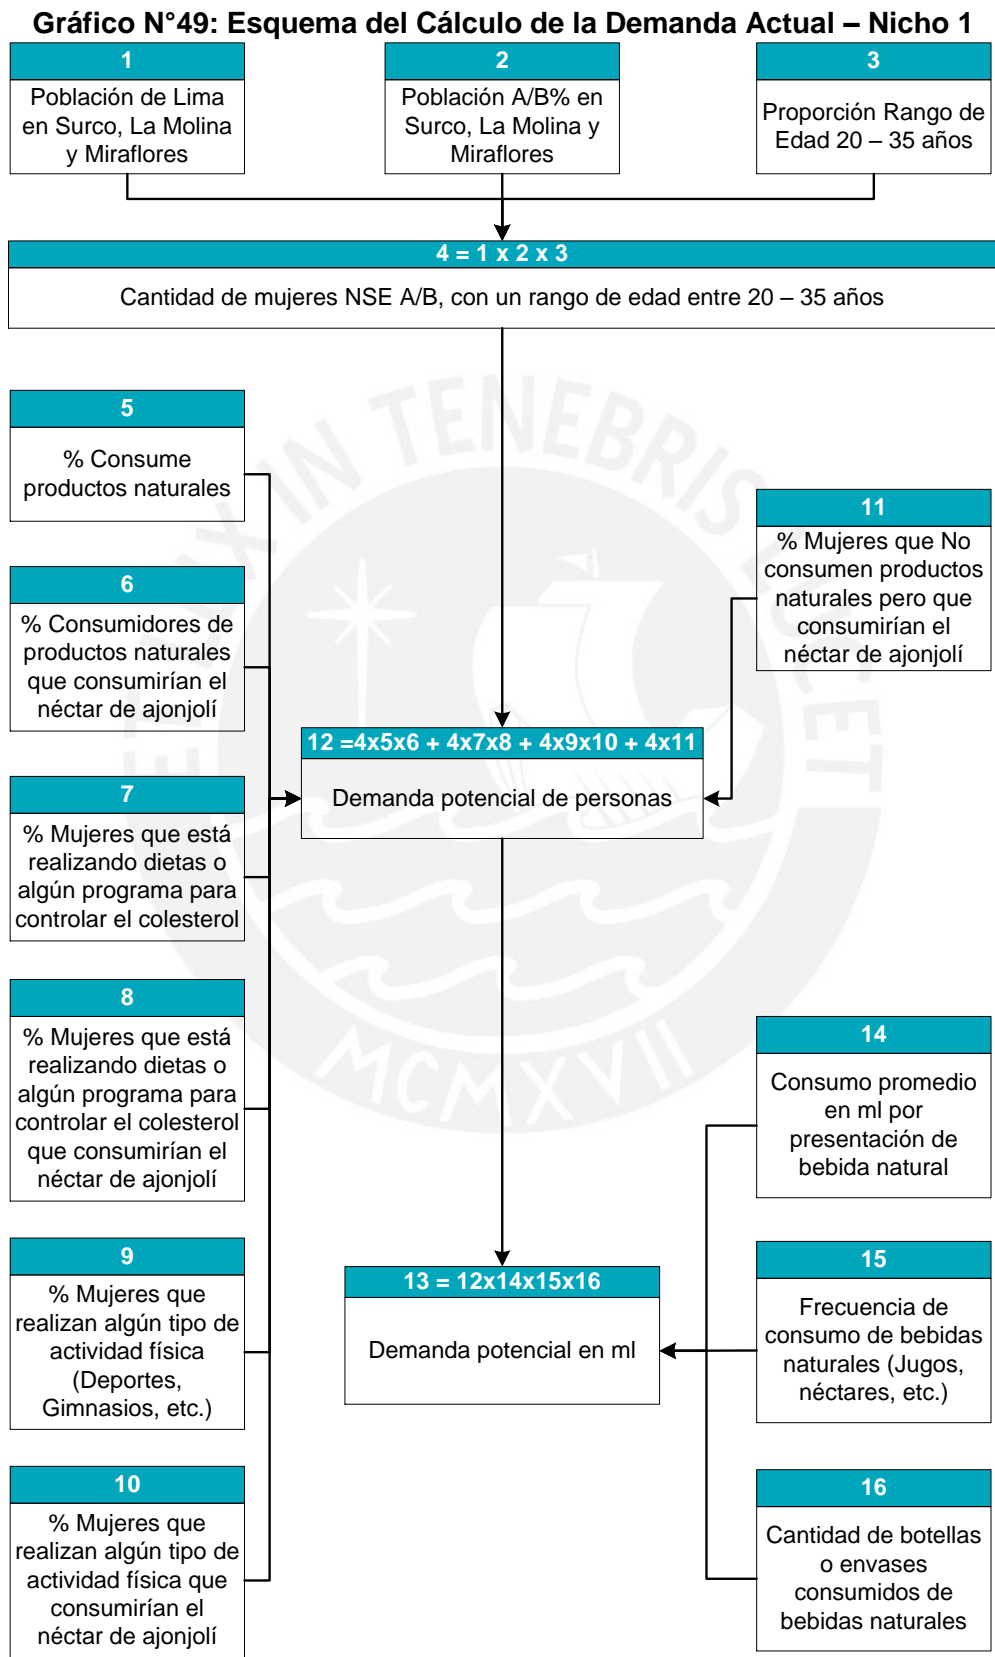 Gráfico N°49: Esquema del Cálculo de la Demanda Actual – Nicho 1
1
Población de Lima
en Surco, La Molina
y Miraflores
2
Población A/B% en
Surco, La Molina y
Miraflores
3
Proporción Rango de
Edad 20 – 35 años
4 = 1 x 2 x 3
Cantidad de mujeres NSE A/B, con un rango de edad entre 20 – 35 años
5
% Consume
productos naturales
6
% Consumidores de
productos naturales
que consumirían el
néctar de ajonjolí
7
% Mujeres que está
realizando dietas o
algún programa para
controlar el colesterol
8
% Mujeres que está
realizando dietas o
algún programa para
controlar el colesterol
que consumirían el
néctar de ajonjolí
9
% Mujeres que
realizan algún tipo de
actividad física
(Deportes,
Gimnasios, etc.)
10
% Mujeres que
realizan algún tipo de
actividad física que
consumirían el
néctar de ajonjolí
11
% Mujeres que No
consumen productos
naturales pero que
consumirían el
néctar de ajonjolí
12 =4x5x6 + 4x7x8 + 4x9x10 + 4x11
Demanda potencial de personas
13 = 12x14x15x16
Demanda potencial en ml
14
Consumo promedio
en ml por
presentación de
bebida natural
15
Frecuencia de
consumo de bebidas
naturales (Jugos,
néctares, etc.)
16
Cantidad de botellas
o envases
consumidos de
bebidas naturales
ET LUX IN TENEBRIS LUCET
MCMXVII